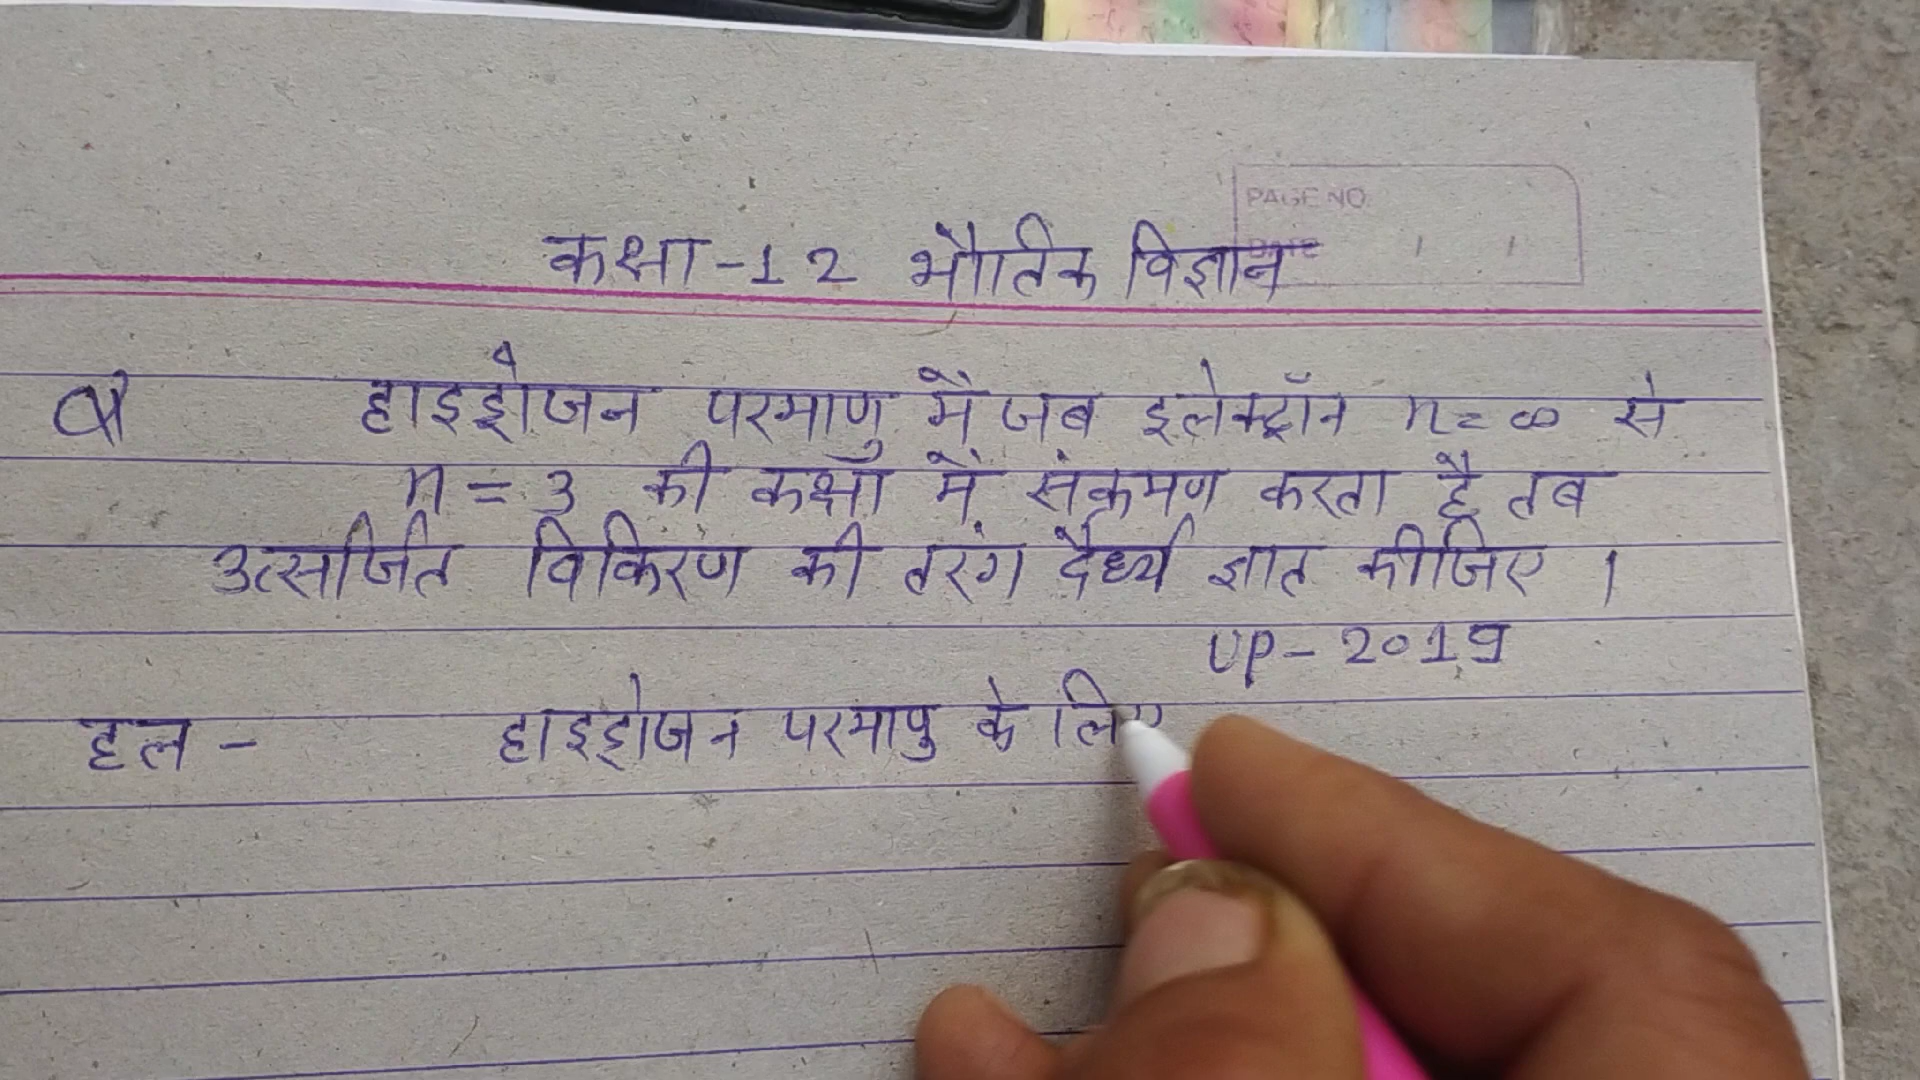 PAGE NO.
DATE
कक्षा -12 भौतिक विज्ञान
Q हाइड्रोजन परमाणु में जब इलेक्ट्रॉन n = ∞ से
n = 3 की कक्षा में संक्रमण करता है तब
उत्सर्जित विकिरण की तरंग दैर्ध्य ज्ञात कीजिए ।
UP - 2019
हल - हाइड्रोजन परमाणु के लिए